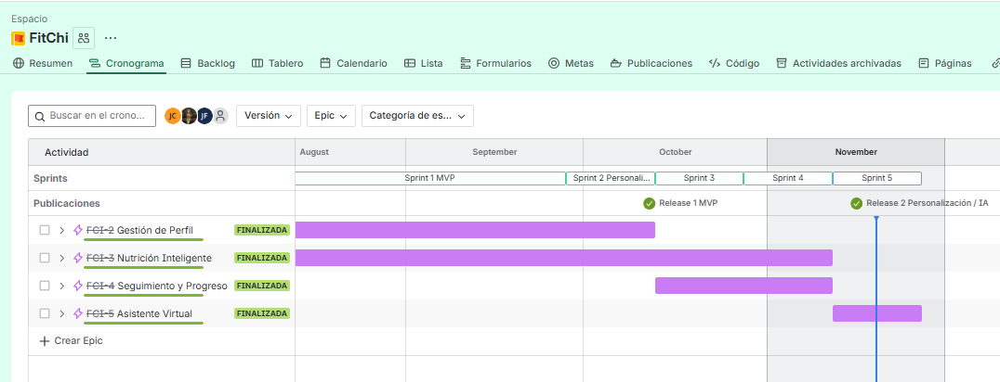 Espacio
FitChi
Resumen Cronograma Backlog Tablero Calendario Lista Formularios Metas Publicaciones Código Actividades archivadas Páginas
Buscar en el crono... JC JF Versión Epic Categoría de es...
Actividad August September October November
Sprints Sprint 1 MVP Sprint 2 Personali... Sprint 3 Sprint 4 Sprint 5
Publicaciones Release 1 MVP Release 2 Personalización / IA
FCI-2 Gestión de Perfil FINALIZADA
FCI-3 Nutrición Inteligente FINALIZADA
FCI-4 Seguimiento y Progreso FINALIZADA
FCI-5 Asistente Virtual FINALIZADA
Crear Epic